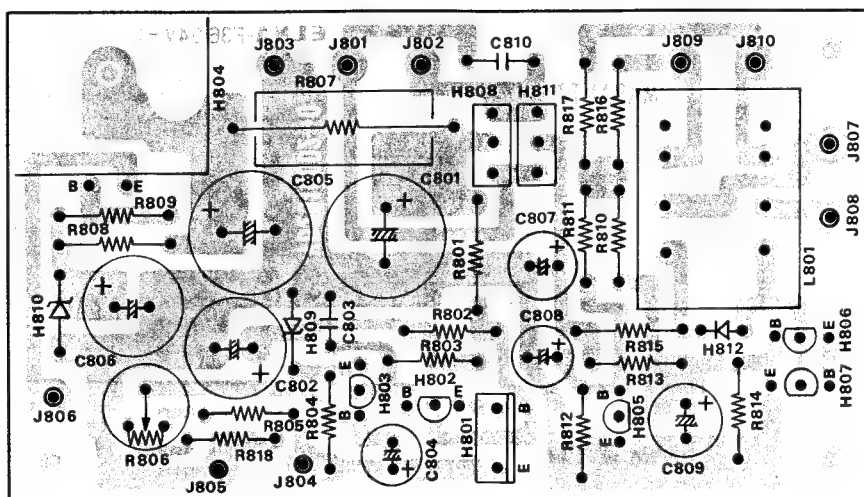 J803
J801
J802
C810
J809
J810
H804
R807
H808
H811
R817
R816
J807
B
E
R809
R808
C805
C801
C807
R811
R810
J808
R801
L801
H810
C806
H809
C803
R802
R803
C808
R815
R813
H812
B
E
H806
B
E
H807
C802
J806
R806
R805
R818
R804
E
H803
B
H802
B
E
C804
H801
B
E
R812
B
H805
E
C809
R814
J805
J804